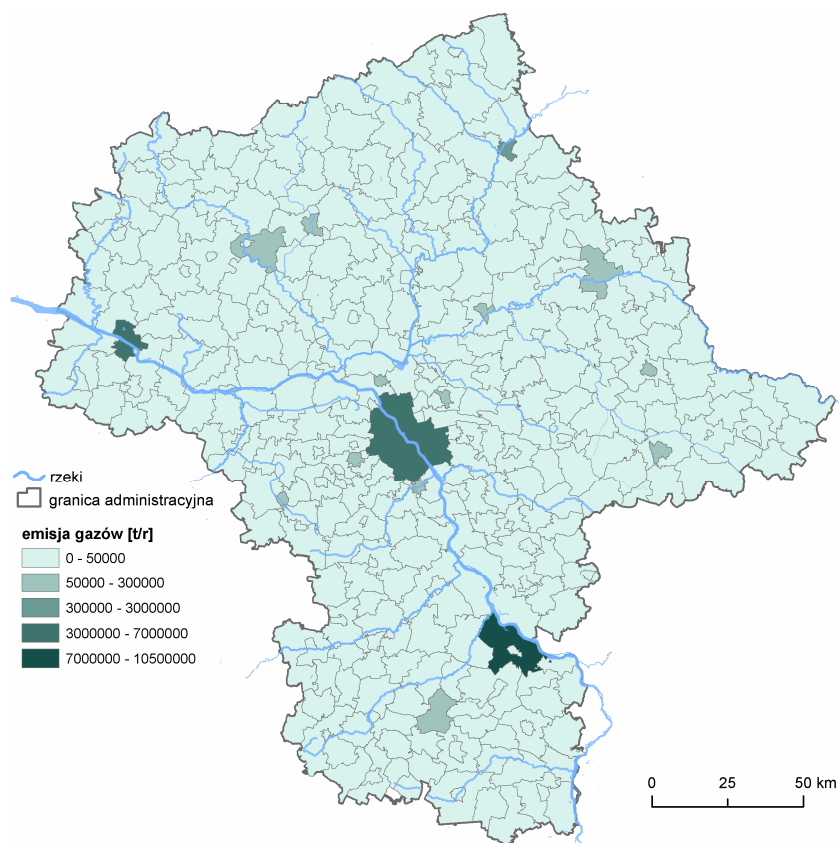 rzeki
granica administracyjna
emisja gazów [t/r]
0 - 50000
50000 - 300000
300000 - 3000000
3000000 - 7000000
7000000 - 10500000
0 25 50 km